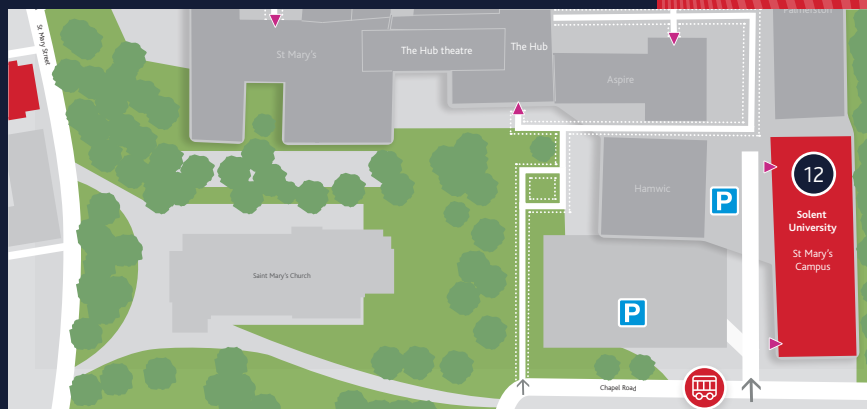 St Mary Street
St Mary's
The Hub theatre
The Hub
Aspire
Hamwic
P
12
Solent
University
St Mary's
Campus
Saint Mary's Church
P
Chapel Road